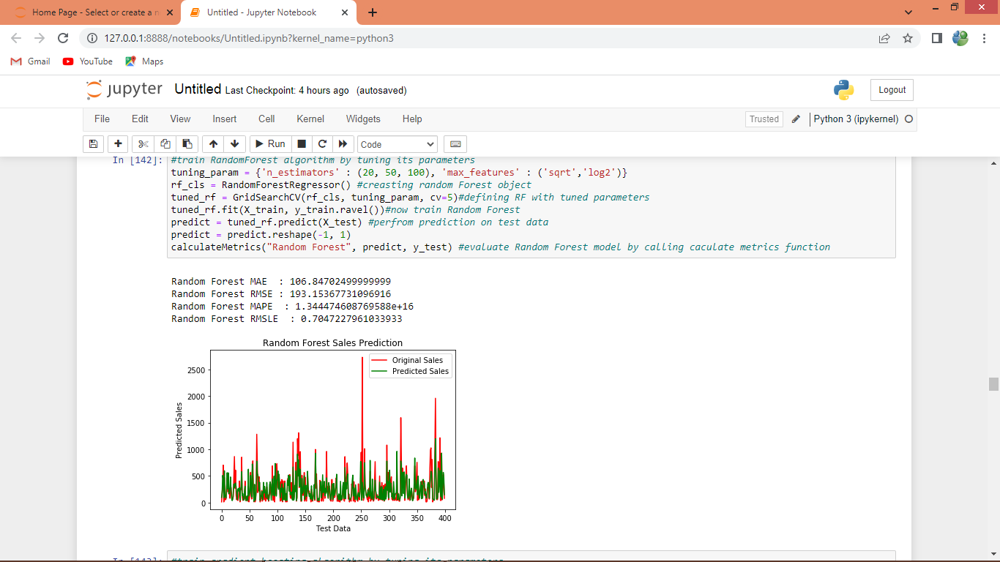 Home Page - Select or create a n
Untitled - Jupyter Notebook
127.0.0.1:8888/notebooks/Untitled.ipynb?kernel_name=python3
Gmail YouTube Maps
jupyter Untitled Last Checkpoint: 4 hours ago (autosaved)
Logout
File Edit View Insert Cell Kernel Widgets Help
Trusted Python 3 (ipykernel)
Run Code
In [142]: #train RandomForest algorithm by tuning its parameters
tuning_param = {'n_estimators' : (20, 50, 100), 'max_features' : ('sqrt','log2')}
rf_cls = RandomForestRegressor() #creasting random Forest object
tuned_rf = GridSearchCV(rf_cls, tuning_param, cv=5)#defining RF with tuned parameters
tuned_rf.fit(X_train, y_train.ravel())#now train Random Forest
predict = tuned_rf.predict(X_test) #perfrom prediction on test data
predict = predict.reshape(-1, 1)
calculateMetrics("Random Forest", predict, y_test) #evaluate Random Forest model by calling caculate metrics function
Random Forest MAE : 106.84702499999999
Random Forest RMSE : 193.15367731096916
Random Forest MAPE : 1.344474608769588e+16
Random Forest RMSLE : 0.7047227961033933
Random Forest Sales Prediction
Original Sales
Predicted Sales
2500
2000
1500
1000
500
0
Predicted Sales
0 50 100 150 200 250 300 350 400
Test Data
In [143]: #train gradient boosting algorithm by tuning its parameters